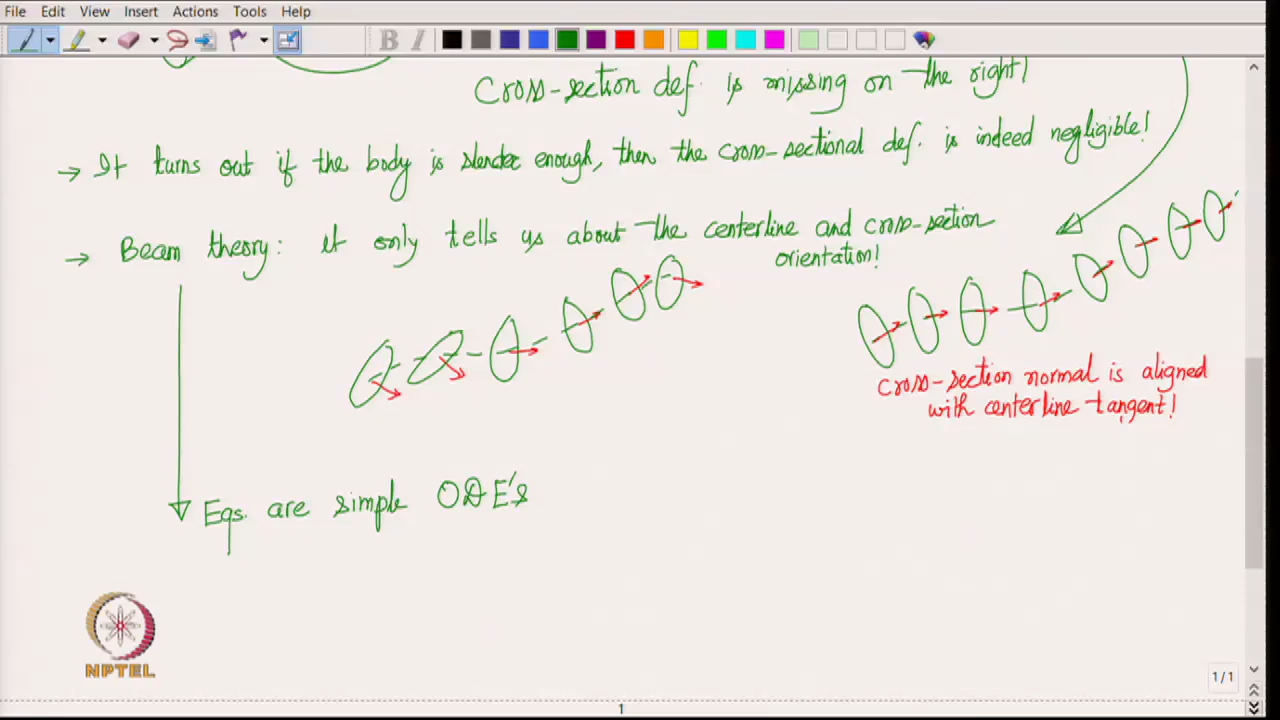 File Edit View Insert Actions Tools Help
B I
Cross-section def. is missing on the right!
→ It turns out if the body is slender enough, then the cross-sectional def. is indeed negligible!
→ Beam theory: it only tells us about the centerline and cross-section
orientation!
cross-section normal is aligned
with centerline tangent!
Eqs. are simple ODE's
NPTEL
1/1
1